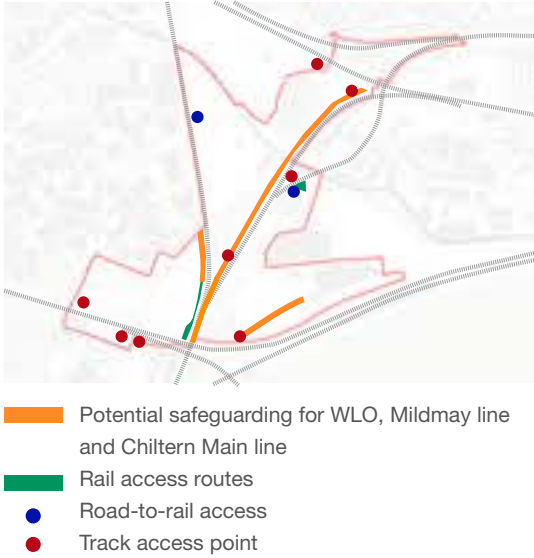 Potential safeguarding for WLO, Mildmay line
and Chiltern Main line
Rail access routes
Road-to-rail access
Track access point